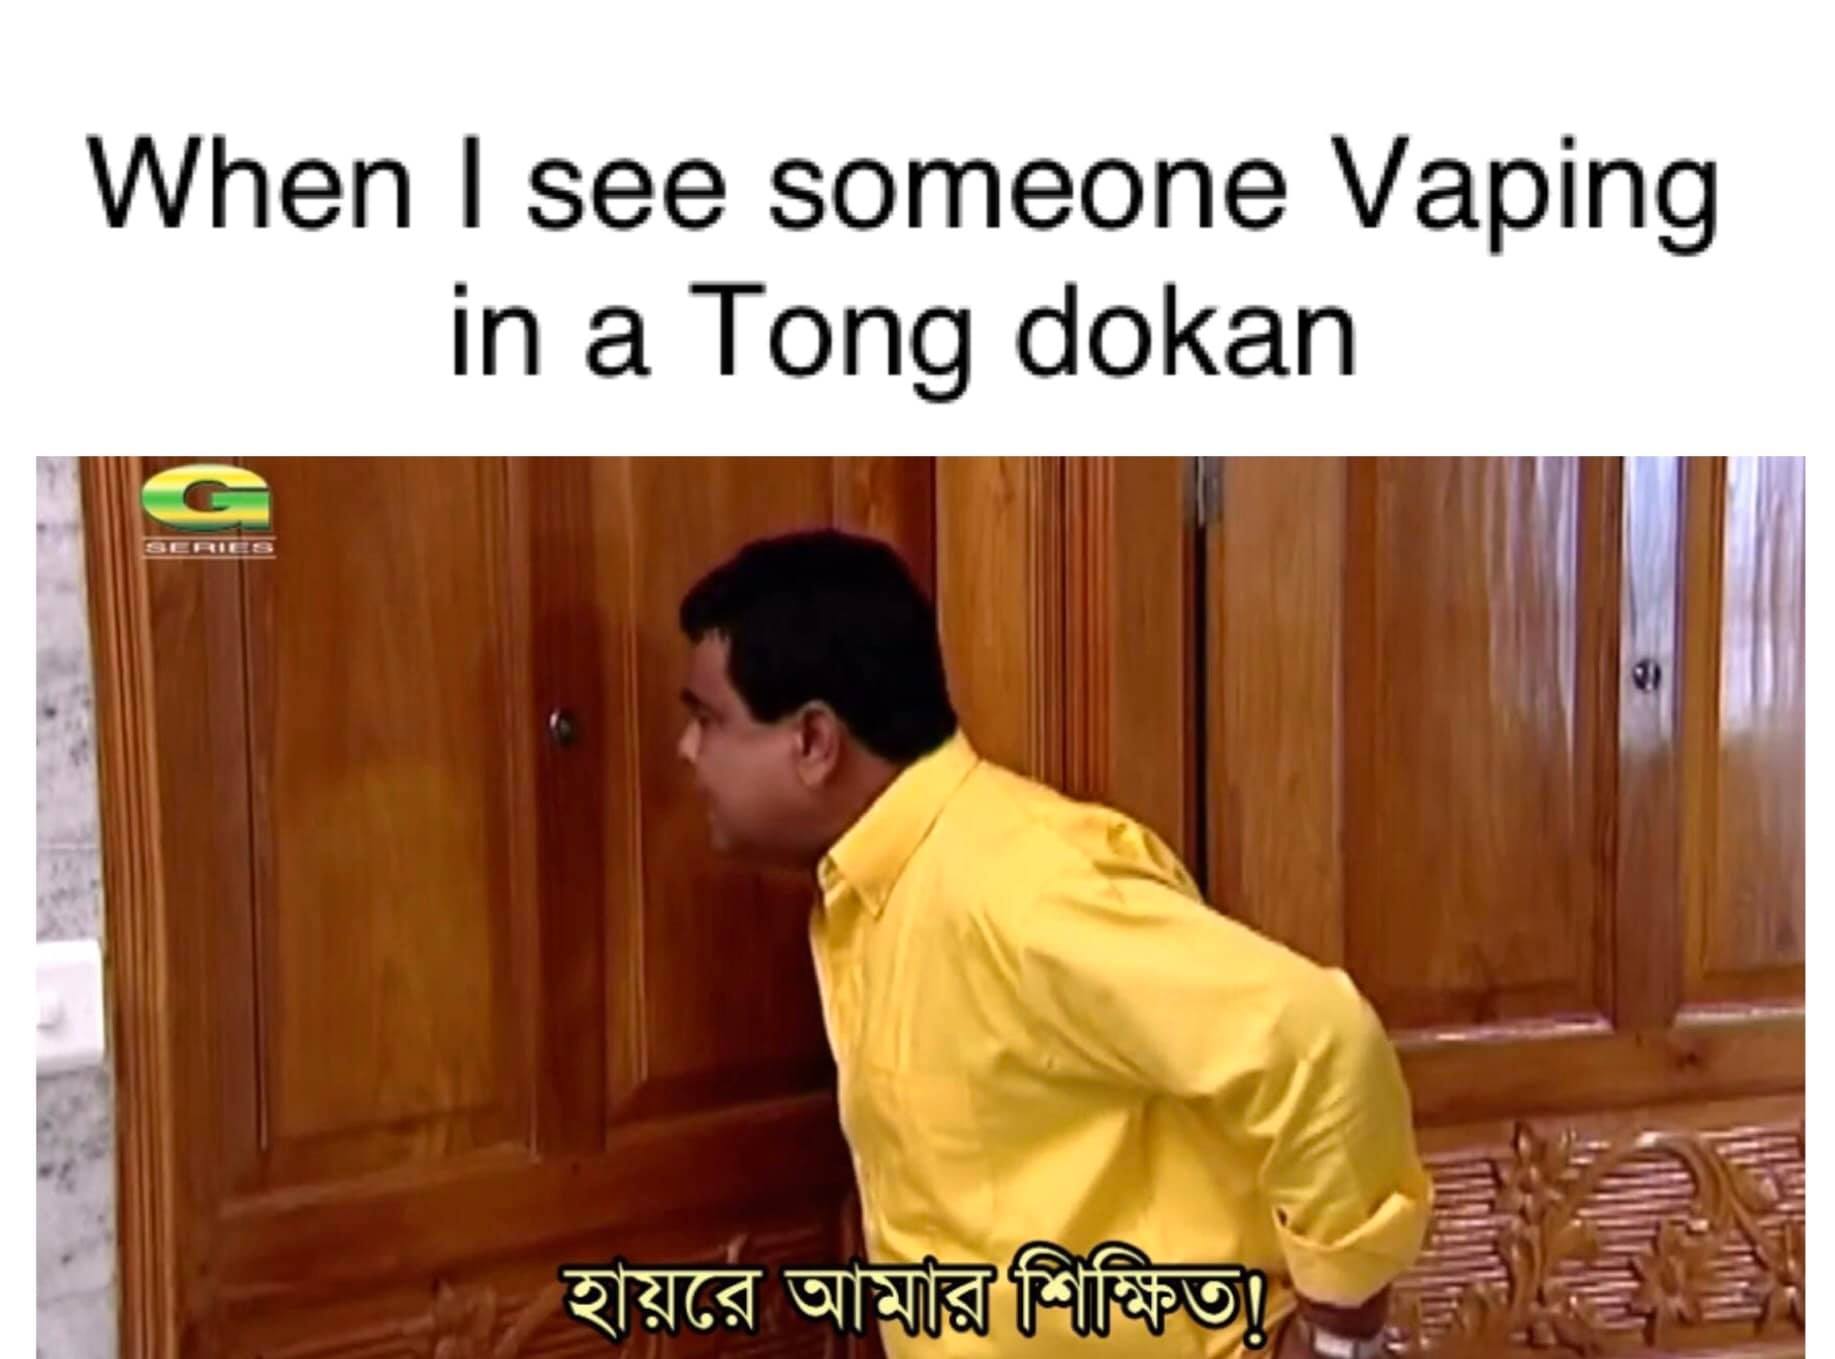 When I see someone Vaping
in a Tong dokan
G
SERIES
হায়রে আমার শিক্ষিত!